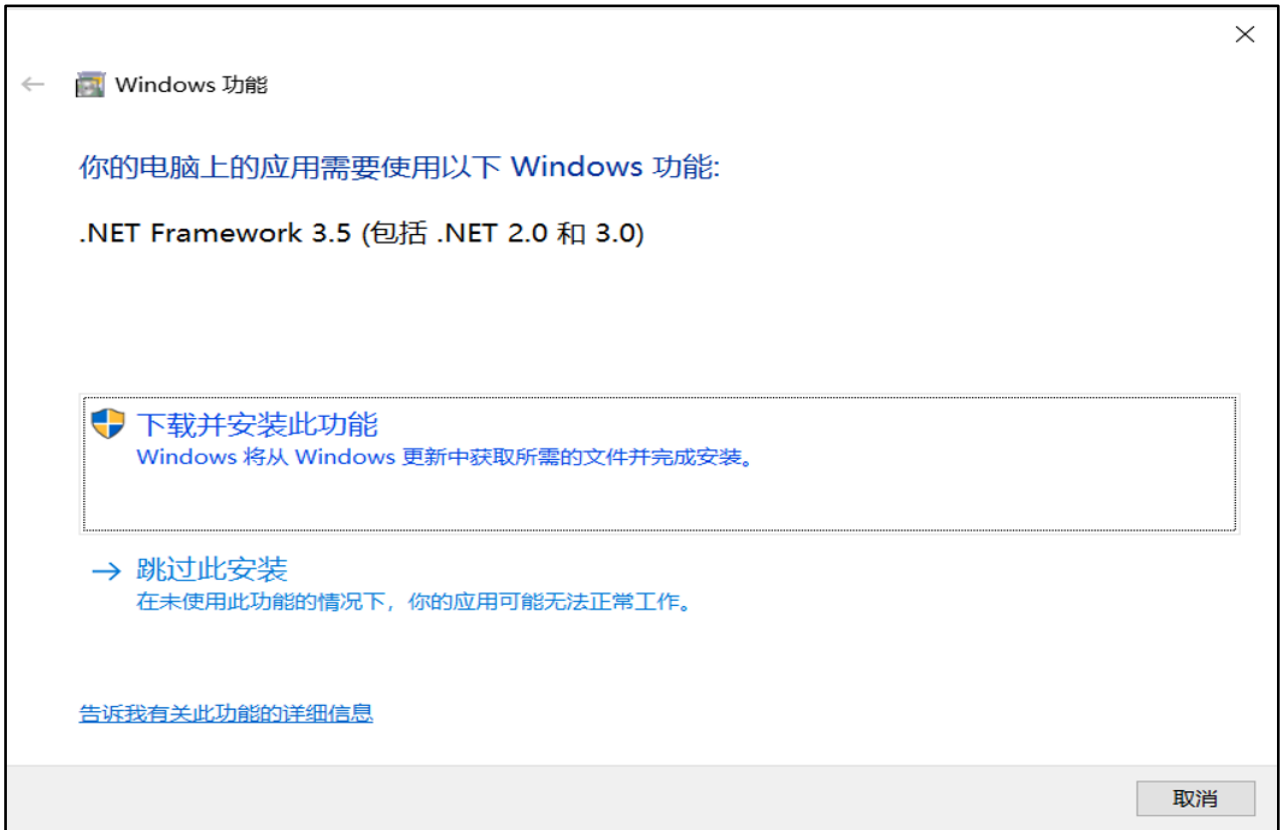 Windows 功能
你的电脑上的应用需要使用以下 Windows 功能:
.NET Framework 3.5 (包括 .NET 2.0 和 3.0)
下载并安装此功能
Windows 将从 Windows 更新中获取所需的文件并完成安装。
跳过此安装
在未使用此功能的情况下，你的应用可能无法正常工作。
告诉我有关此功能的详细信息
取消